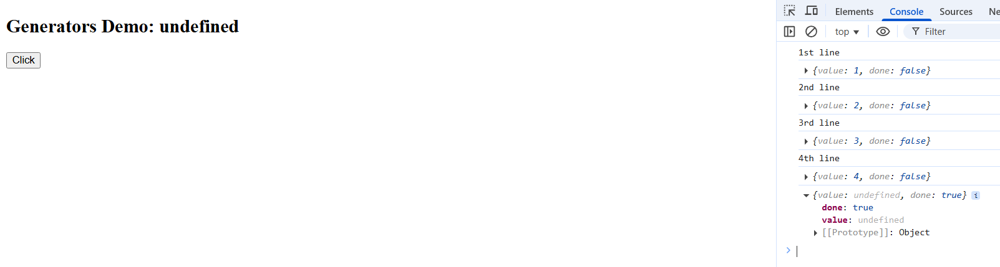 Generators Demo: undefined
Click
Elements Console Sources Ne
top ▼ Filter
1st line
▶ {value: 1, done: false}
2nd line
▶ {value: 2, done: false}
3rd line
▶ {value: 3, done: false}
4th line
▶ {value: 4, done: false}
▼ {value: undefined, done: true} i
done: true
value: undefined
▶ [[Prototype]]: Object
>